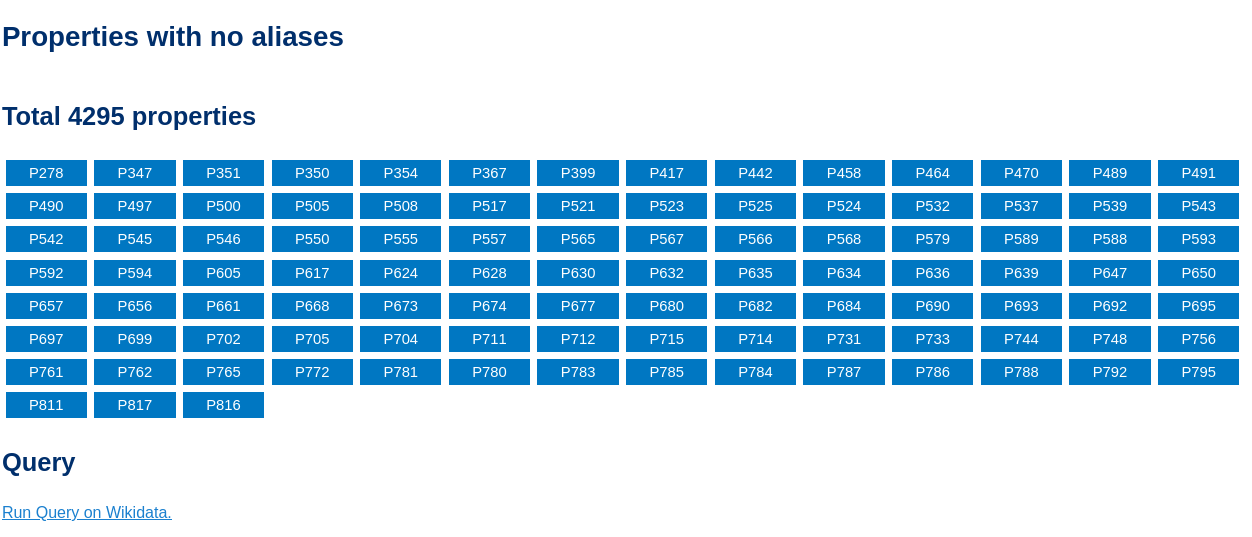 Properties with no aliases
Total 4295 properties
P278 P347 P351 P350 P354 P367 P399 P417 P442 P458 P464 P470 P489 P491
P490 P497 P500 P505 P508 P517 P521 P523 P525 P524 P532 P537 P539 P543
P542 P545 P546 P550 P555 P557 P565 P567 P566 P568 P579 P589 P588 P593
P592 P594 P605 P617 P624 P628 P630 P632 P635 P634 P636 P639 P647 P650
P657 P656 P661 P668 P673 P674 P677 P680 P682 P684 P690 P693 P692 P695
P697 P699 P702 P705 P704 P711 P712 P715 P714 P731 P733 P744 P748 P756
P761 P762 P765 P772 P781 P780 P783 P785 P784 P787 P786 P788 P792 P795
P811 P817 P816
Query
Run Query on Wikidata.